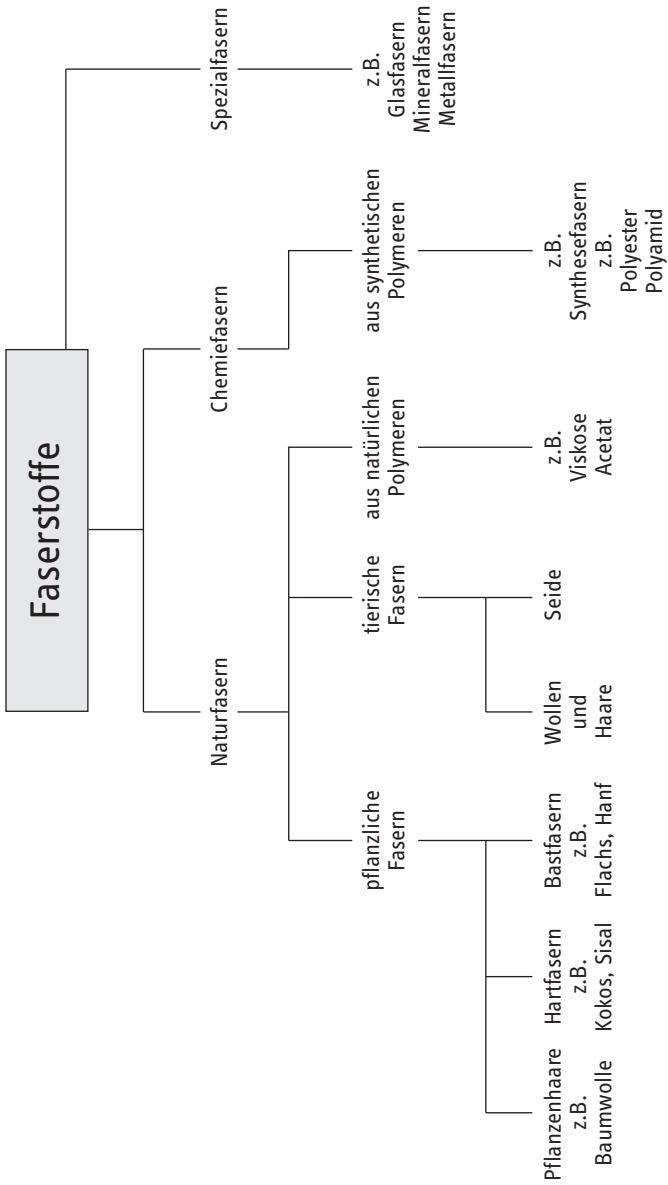 Faserstoffe
Naturfasern
Chemiefasern
Spezialfasern
pflanzliche
Fasern
tierische
Fasern
aus natürlichen
Polymeren
aus synthetischen
Polymeren
z.B.
Glasfasern
Mineralfasern
Metallfasern
Pflanzenhaare
z.B.
Baumwolle
Hartfasern
z.B.
Kokos, Sisal
Bastfasern
z.B.
Flachs, Hanf
Wollen
und
Haare
Seide
z.B.
Viskose
Acetat
z.B.
Synthesefasern
z.B.
Polyester
Polyamid